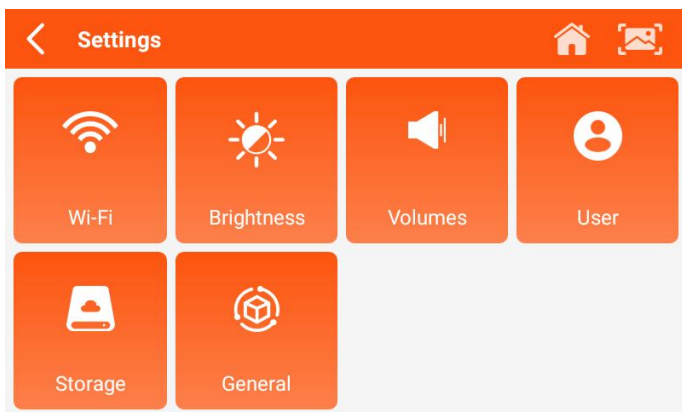 Settings
Wi-Fi
Brightness
Volumes
User
Storage
General